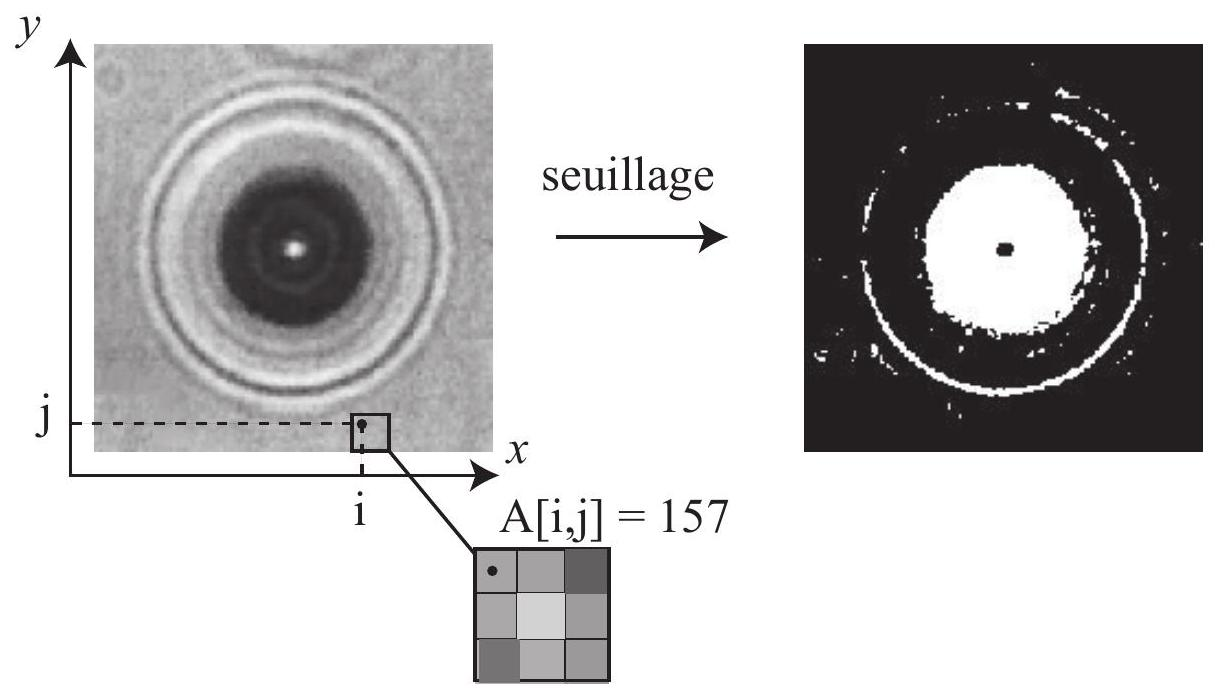 y
seuillage
j
x
i
A[i,j] = 157